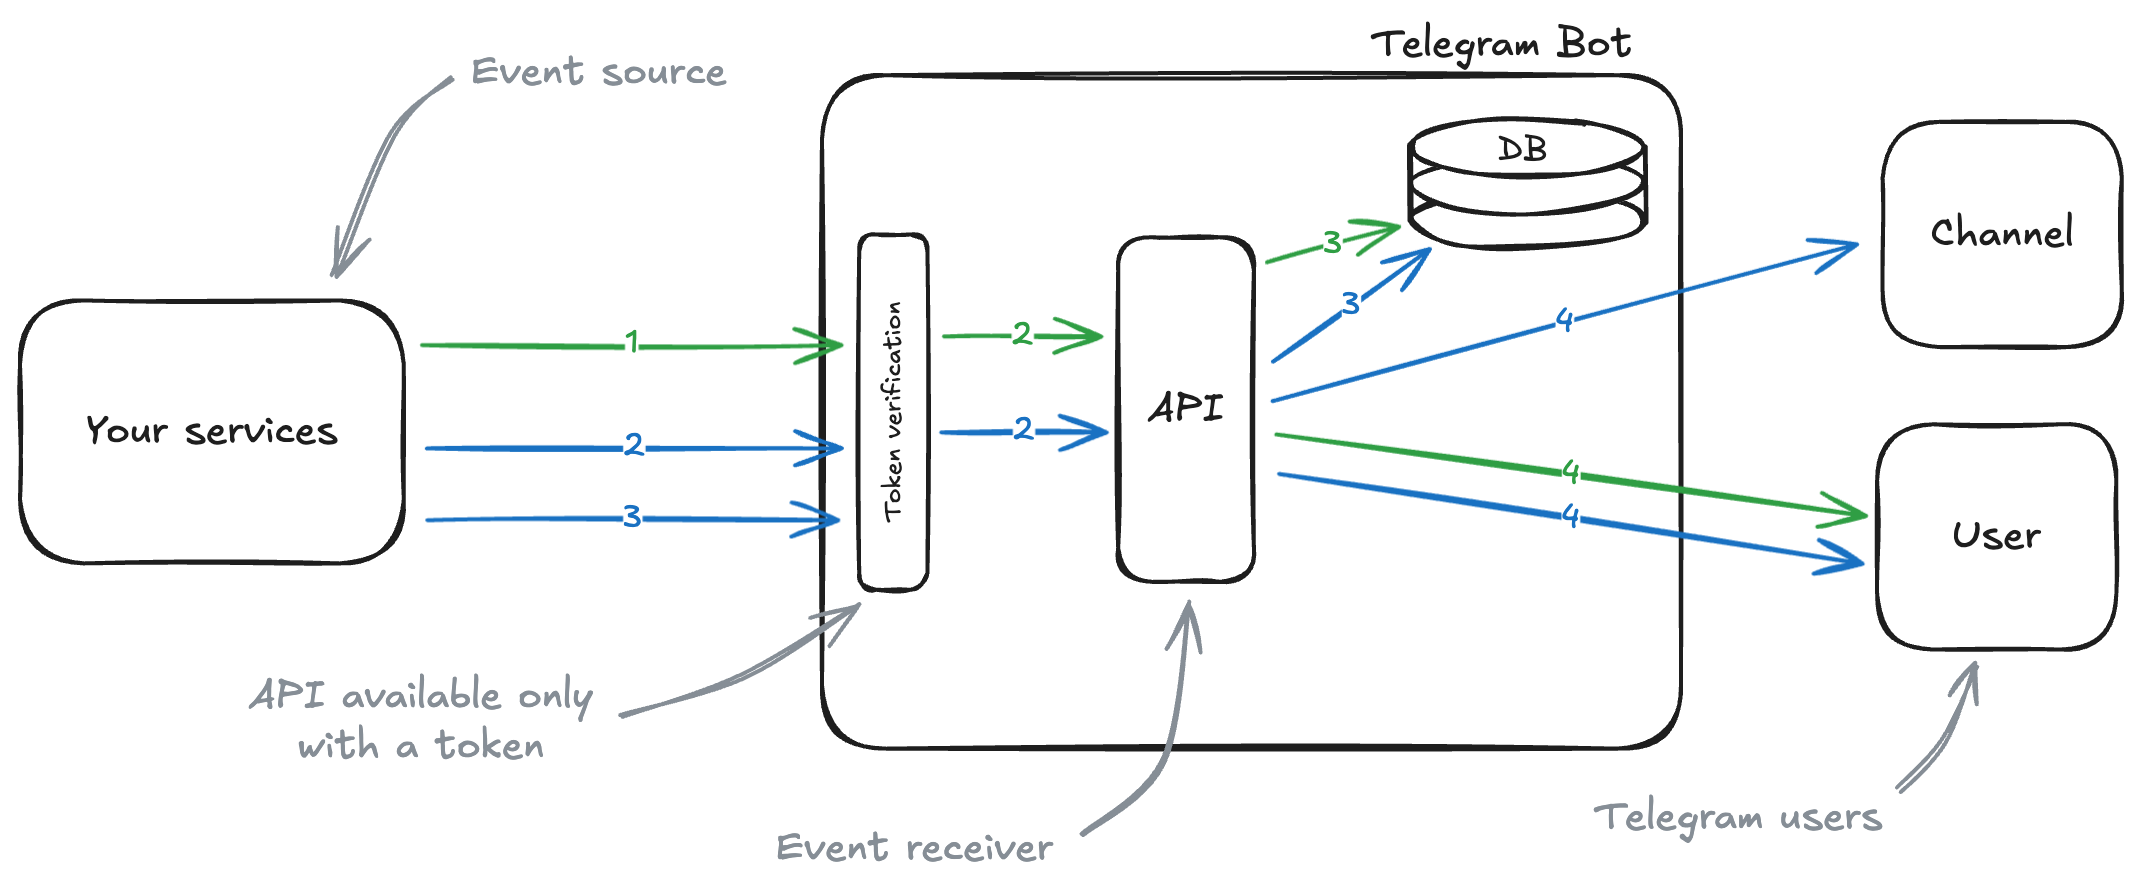 Telegram Bot
Event source
DB
Channel
3
3
4
Token verification
1
2
API
Your services
2
2
4
3
4
User
API available only
with a token
Telegram users
Event receiver